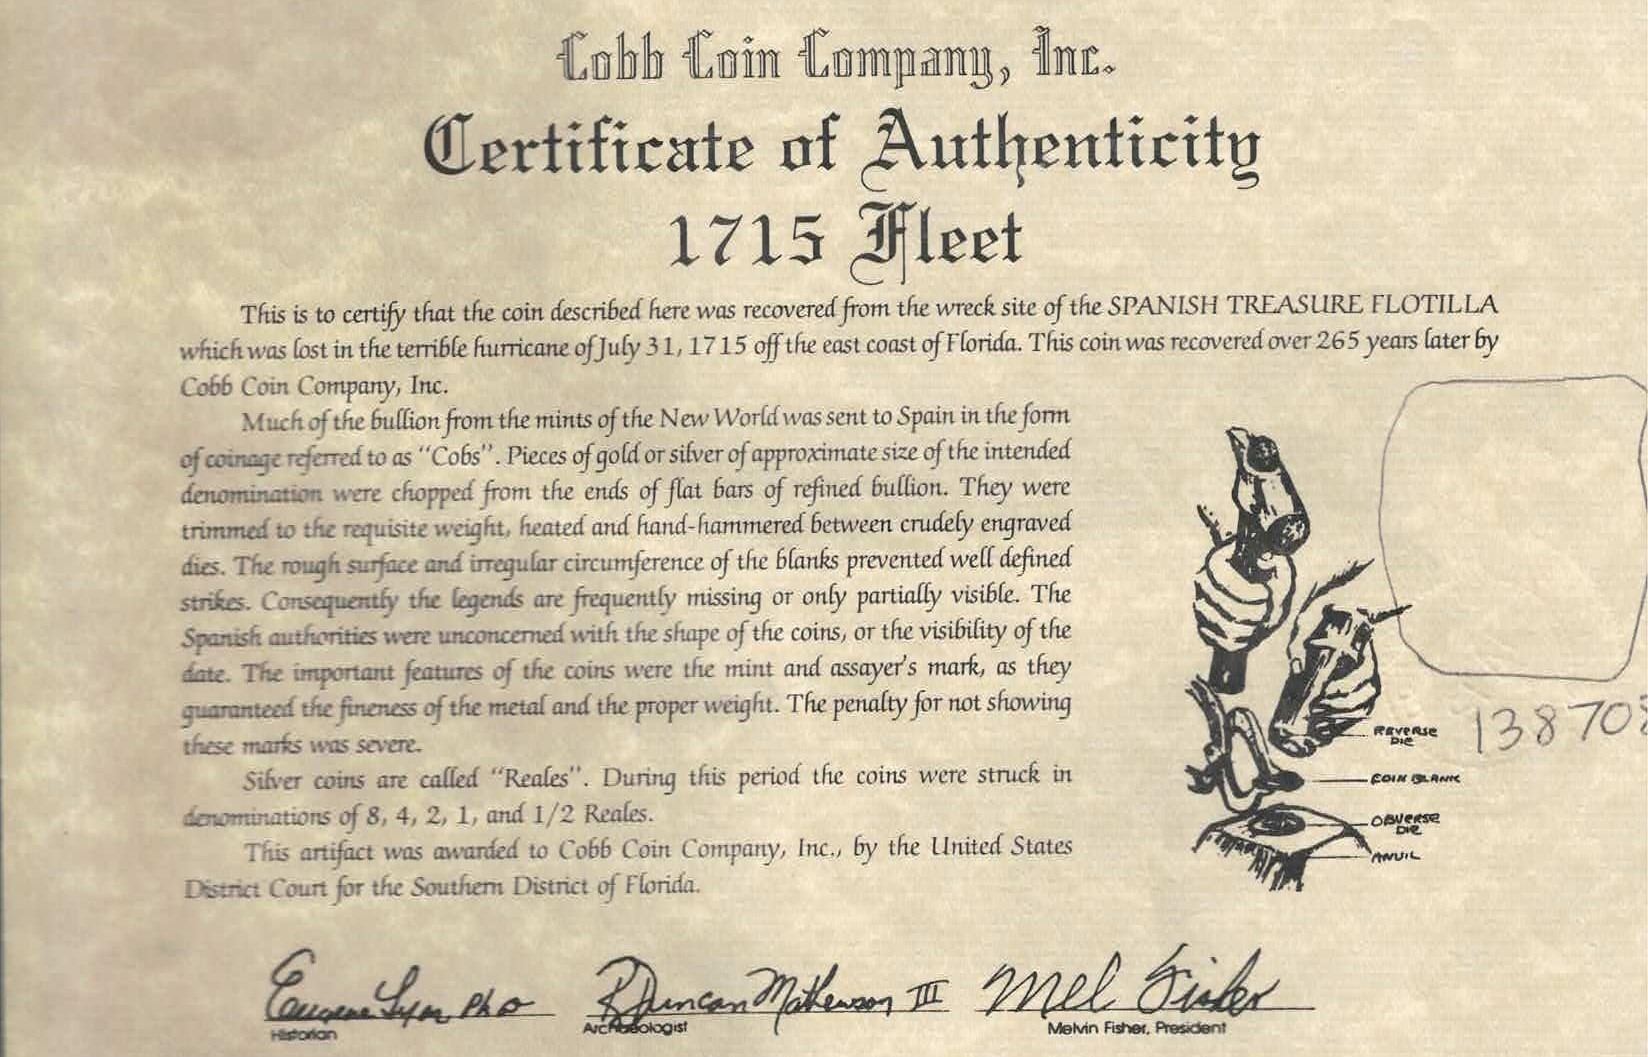 Cobb Coin Company, Inc.
Certificate of Authenticity
1715 Fleet
This is to certify that the coin described here was recovered from the wreck site of the SPANISH TREASURE FLOTILLA
which was lost in the terrible hurricane of July 31, 1715 off the east coast of Florida. This coin was recovered over 265 years later by
Cobb Coin Company, Inc.
Much of the bullion from the mints of the New World was sent to Spain in the form
of coinage referred to as "Cobs". Pieces of gold or silver of approximate size of the intended
denomination were chopped from the ends of flat bars of refined bullion. They were
trimmed to the requisite weight, heated and hand-hammered between crudely engraved
dies. The rough surface and irregular circumference of the blanks prevented well defined
strikes. Consequently the legends are frequently missing or only partially visible. The
Spanish authorities were unconcerned with the shape of the coins, or the visibility of the
date. The important features of the coins were the mint and assayer's mark, as they
guaranteed the fineness of the metal and the proper weight. The penalty for not showing
these marks was severe.
Silver coins are called "Reales". During this period the coins were struck in
denominations of 8, 4, 2, 1, and 1/2 Reales.
This artifact was awarded to Cobb Coin Company, Inc., by the United States
District Court for the Southern District of Florida.
REVERSE
DIE
COIN BLANK
OBVERSE
DIE
ANVIL
138708
Eugene Lyon PhD
Historian
R Duncan Mathewson III
Archaeologist
Mel Fisher
Melvin Fisher, President